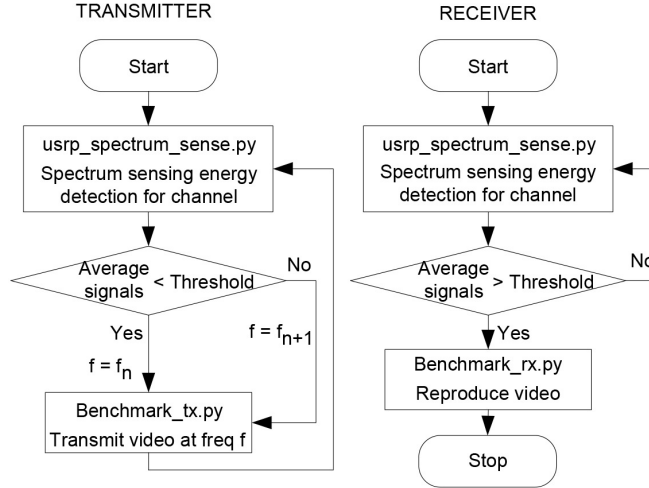 TRANSMITTER
Start
usrp_spectrum_sense.py
Spectrum sensing energy
detection for channel
Average
signals < Threshold
No
Yes
f = fn
f = fn+1
Benchmark_tx.py
Transmit video at freq f
RECEIVER
Start
usrp_spectrum_sense.py
Spectrum sensing energy
detection for channel
Average
signals > Threshold
No
Yes
Benchmark_rx.py
Reproduce video
Stop